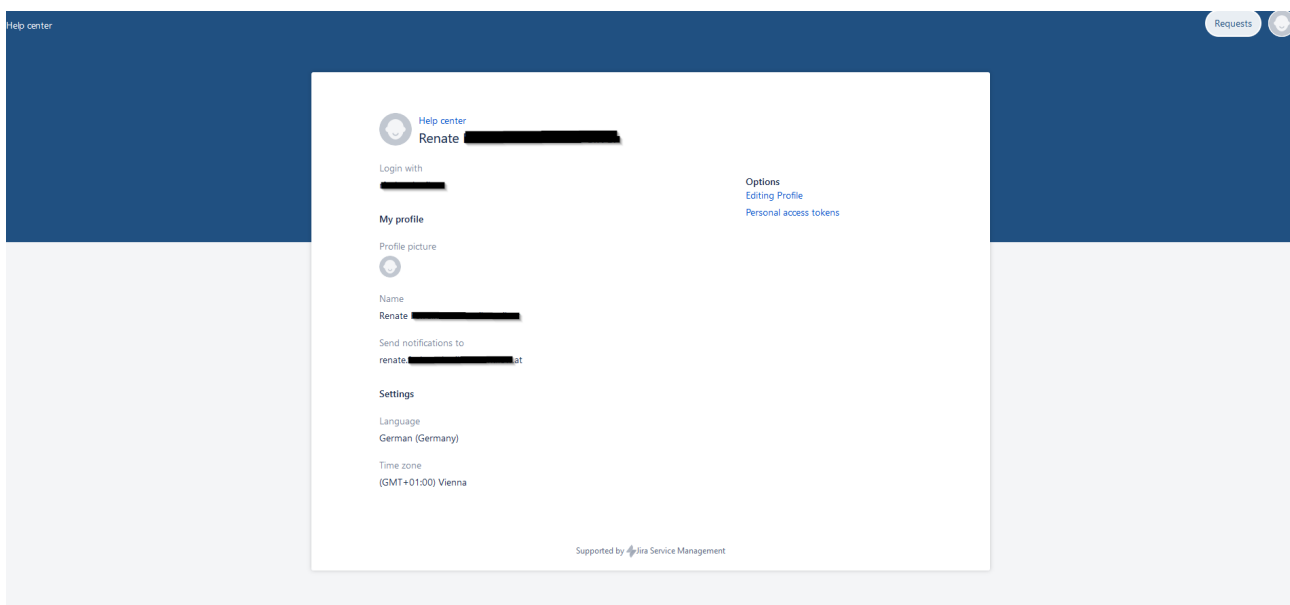 Help center
Requests
Help center
Renate
Login with
Options
Editing Profile
Personal access tokens
My profile
Profile picture
Name
Renate
Send notifications to
renate. at
Settings
Language
German (Germany)
Time zone
(GMT+01:00) Vienna
Supported by Jira Service Management